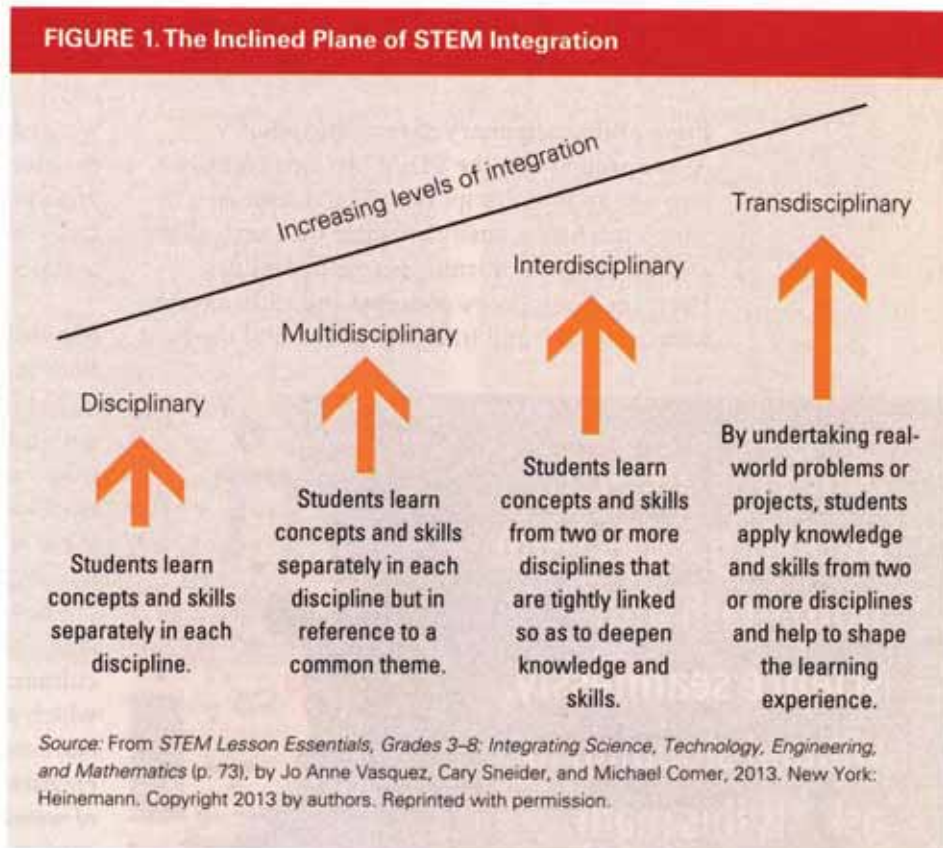 FIGURE 1. The Inclined Plane of STEM Integration
Increasing levels of integration
Disciplinary
Students learn
concepts and skills
separately in each
discipline.
Multidisciplinary
Students learn
concepts and skills
separately in each
discipline but in
reference to a
common theme.
Interdisciplinary
Students learn
concepts and skills
from two or more
disciplines that
are tightly linked
so as to deepen
knowledge and
skills.
Transdisciplinary
By undertaking real-
world problems or
projects, students
apply knowledge
and skills from two
or more disciplines
and help to shape
the learning
experience.
Source: From STEM Lesson Essentials, Grades 3–8: Integrating Science, Technology, Engineering,
and Mathematics (p. 73), by Jo Anne Vasquez, Cary Sneider, and Michael Comer, 2013. New York:
Heinemann. Copyright 2013 by authors. Reprinted with permission.